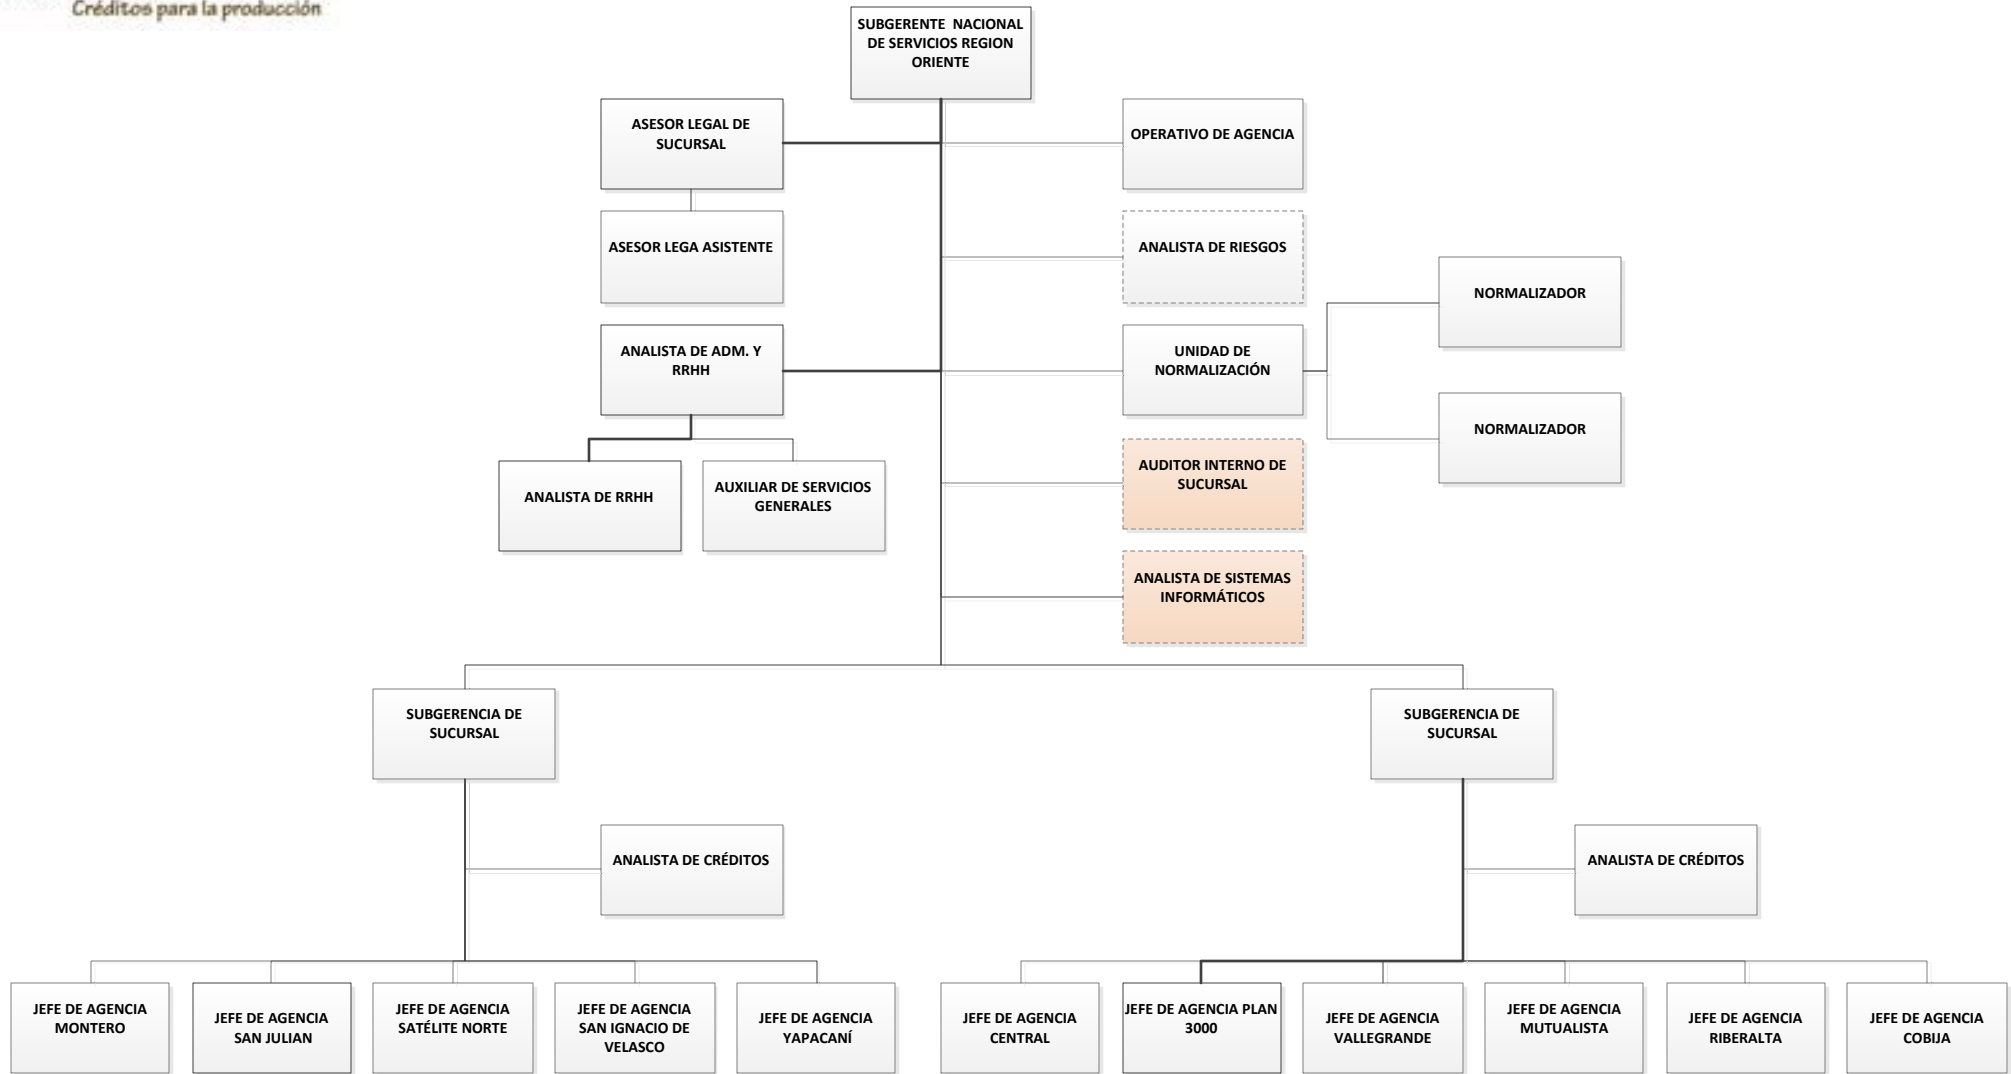 Créditos para la producción
SUBGERENTE NACIONAL
DE SERVICIOS REGION
ORIENTE
ASESOR LEGAL DE
SUCURSAL
OPERATIVO DE AGENCIA
ASESOR LEGA ASISTENTE
ANALISTA DE RIESGOS
NORMALIZADOR
ANALISTA DE ADM. Y
RRHH
UNIDAD DE
NORMALIZACIÓN
NORMALIZADOR
ANALISTA DE RRHH
AUXILIAR DE SERVICIOS
GENERALES
AUDITOR INTERNO DE
SUCURSAL
ANALISTA DE SISTEMAS
INFORMÁTICOS
SUBGERENCIA DE
SUCURSAL
SUBGERENCIA DE
SUCURSAL
ANALISTA DE CRÉDITOS
ANALISTA DE CRÉDITOS
JEFE DE AGENCIA
MONTERO
JEFE DE AGENCIA
SAN JULIAN
JEFE DE AGENCIA
SATÉLITE NORTE
JEFE DE AGENCIA
SAN IGNACIO DE
VELASCO
JEFE DE AGENCIA
YAPACANÍ
JEFE DE AGENCIA
CENTRAL
JEFE DE AGENCIA PLAN
3000
JEFE DE AGENCIA
VALLEGRANDE
JEFE DE AGENCIA
MUTUALISTA
JEFE DE AGENCIA
RIBERALTA
JEFE DE AGENCIA
COBIJA